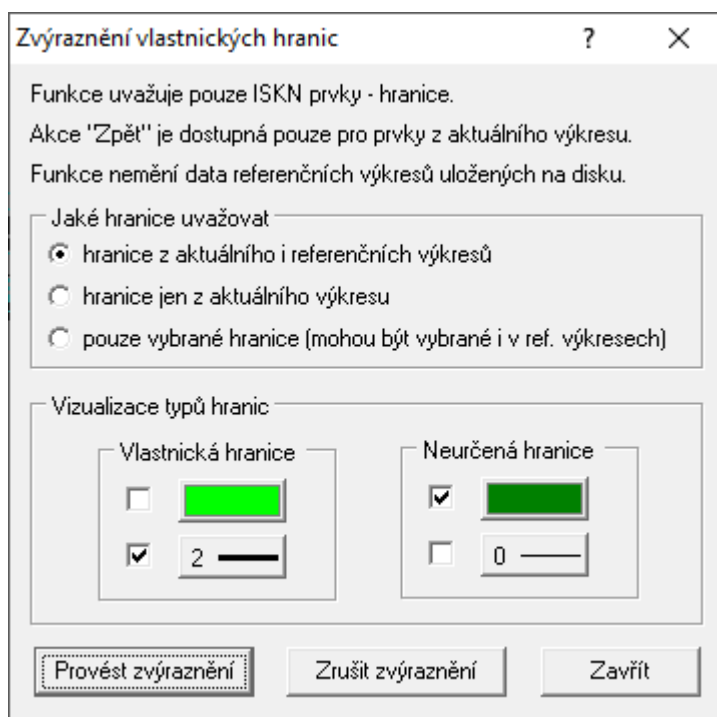 Zvýraznění vlastnických hranic ?
Funkce uvažuje pouze ISKN prvky - hranice.
Akce "Zpět" je dostupná pouze pro prvky z aktuálního výkresu.
Funkce nemění data referenčních výkresů uložených na disku.
Jaké hranice uvažovat
hranice z aktuálního i referenčních výkresů
hranice jen z aktuálního výkresu
pouze vybrané hranice (mohou být vybrané i v ref. výkresech)
Vizualizace typů hranic
Vlastnická hranice
2
Neurčená hranice
0
Provést zvýraznění
Zrušit zvýraznění
Zavřít